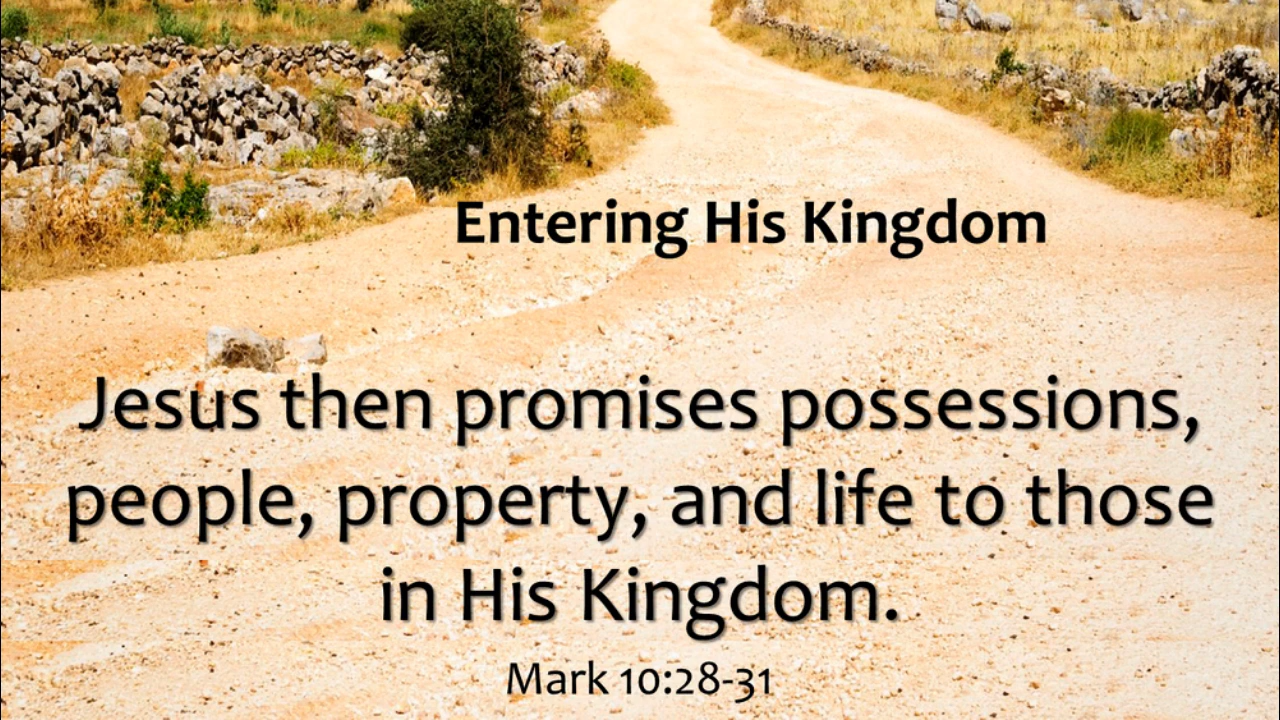 Entering His Kingdom
Jesus then promises possessions,
people, property, and life to those
in His Kingdom.
Mark 10:28-31